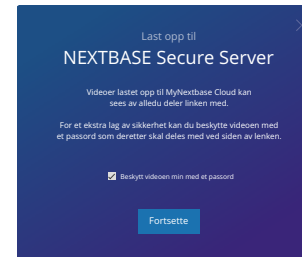 Last opp til
NEXTBASE Secure Server
Videoer lastet opp til MyNextbase Cloud kan
sees av alledu deler linken med.
For et ekstra lag av sikkerhet kan du beskytte videoen med
et passord som deretter skal deles med ved siden av lenken.
Beskytt videoen min med et passord
Fortsette